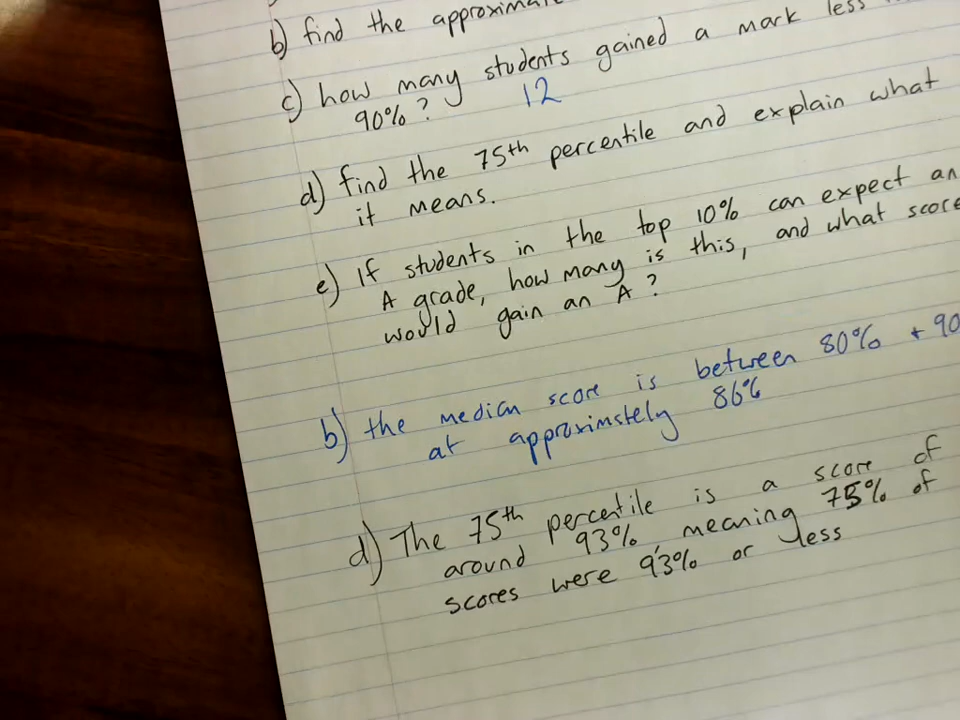 b) find the approximate
c) how many students gained a mark less
90% ? 12
d) find the 75th percentile and explain what
it means.
e) If students in the top 10% can expect an
A grade, how many is this, and what score
would gain an A ?
b) the median score is between 80% + 90
at approximstely 86%
d) The 75th percentile is a score of
around 93%, meaning 75% of
scores were 93% or less